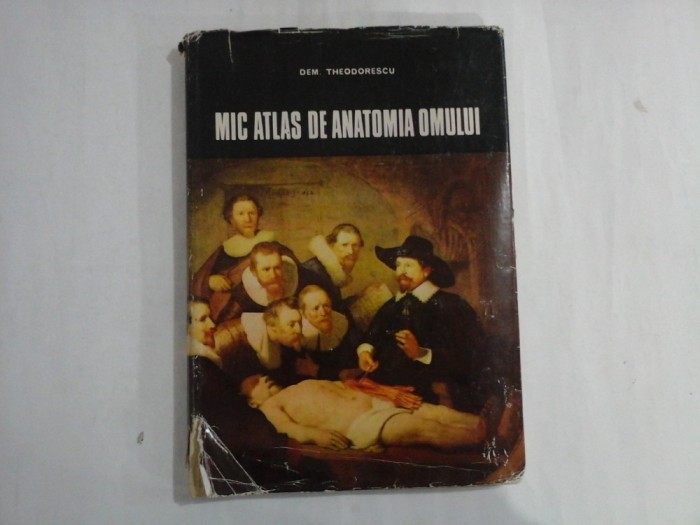 DEM. THEODORESCU
MIC ATLAS DE ANATOMIA OMULUI